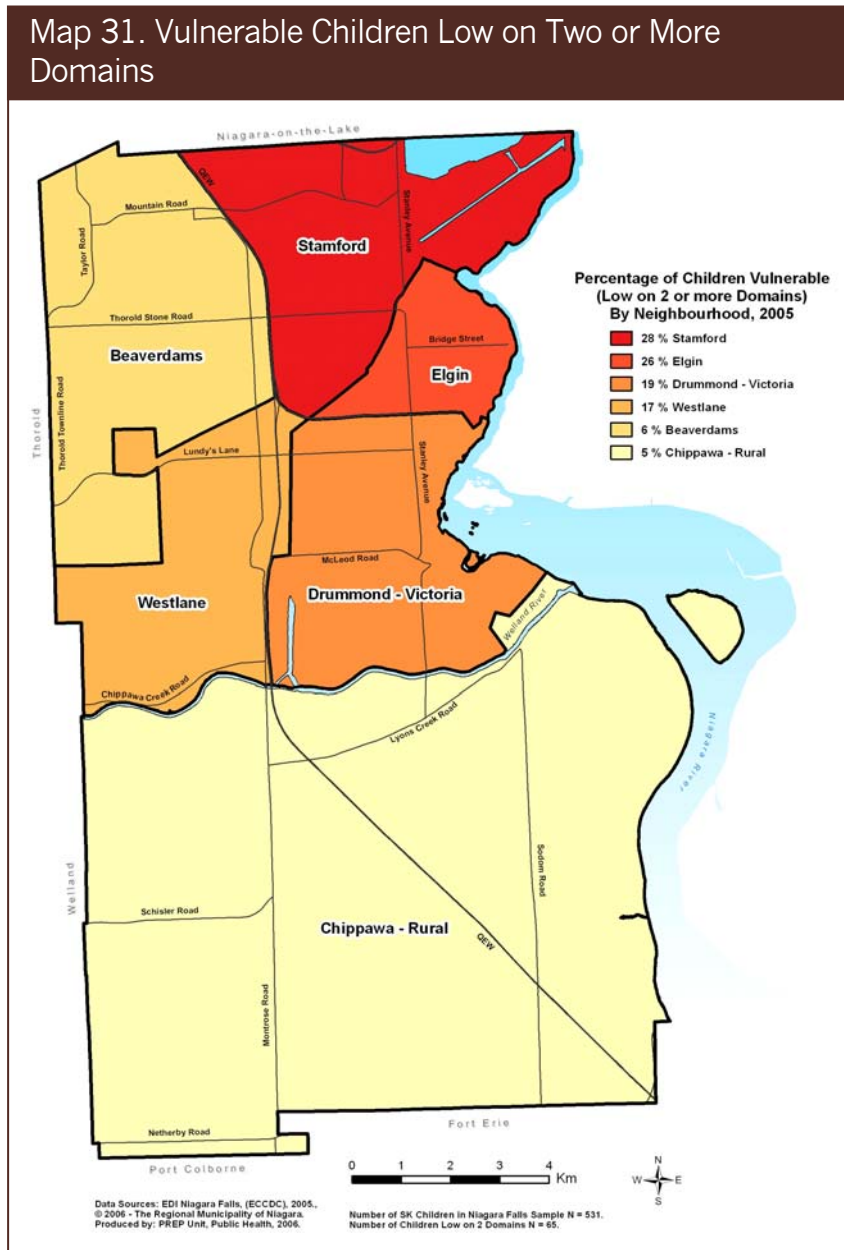 Map 31. Vulnerable Children Low on Two or More
Domains
Niagara-on-the-Lake
QEW
Mountain Road
Stanley Avenue
Taylor Road
Stamford
Percentage of Children Vulnerable
(Low on 2 or more Domains)
By Neighbourhood, 2005
28 % Stamford
26 % Elgin
19 % Drummond - Victoria
17 % Westlane
6 % Beaverdams
5 % Chippawa - Rural
Thorold Stone Road
Bridge Street
Beaverdams
Elgin
Thorold
Thorold Townline Road
Lundy's Lane
Stanley Avenue
McLeod Road
Westlane
Drummond - Victoria
Welland River
Chippawa Creek Road
Lyons Creek Road
Niagara River
Welland
Sodom Road
Schisler Road
Chippawa - Rural
QEW
Montrose Road
Netherby Road
Fort Erie
Port Colborne
0 1 2 3 4 Km
N
W E
S
Data Sources: EDI Niagara Falls, (ECCDC), 2005.,
© 2006 - The Regional Municipality of Niagara.
Produced by: PREP Unit, Public Health, 2006.
Number of SK Children in Niagara Falls Sample N = 531.
Number of Children Low on 2 Domains N = 65.